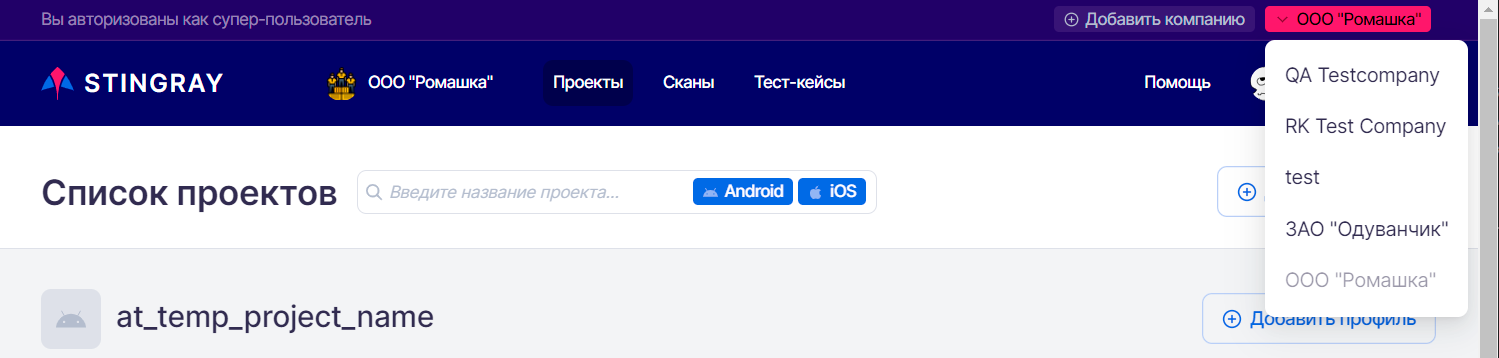 Вы авторизованы как супер-пользователь
Добавить компанию
ООО "Ромашка"
STINGRAY
ООО "Ромашка"
Проекты
Сканы
Тест-кейсы
Помощь
QA Testcompany
RK Test Company
test
ЗАО "Одуванчик"
ООО "Ромашка"
Список проектов
Введите название проекта...
Android
iOS
at_temp_project_name
Добавить профиль